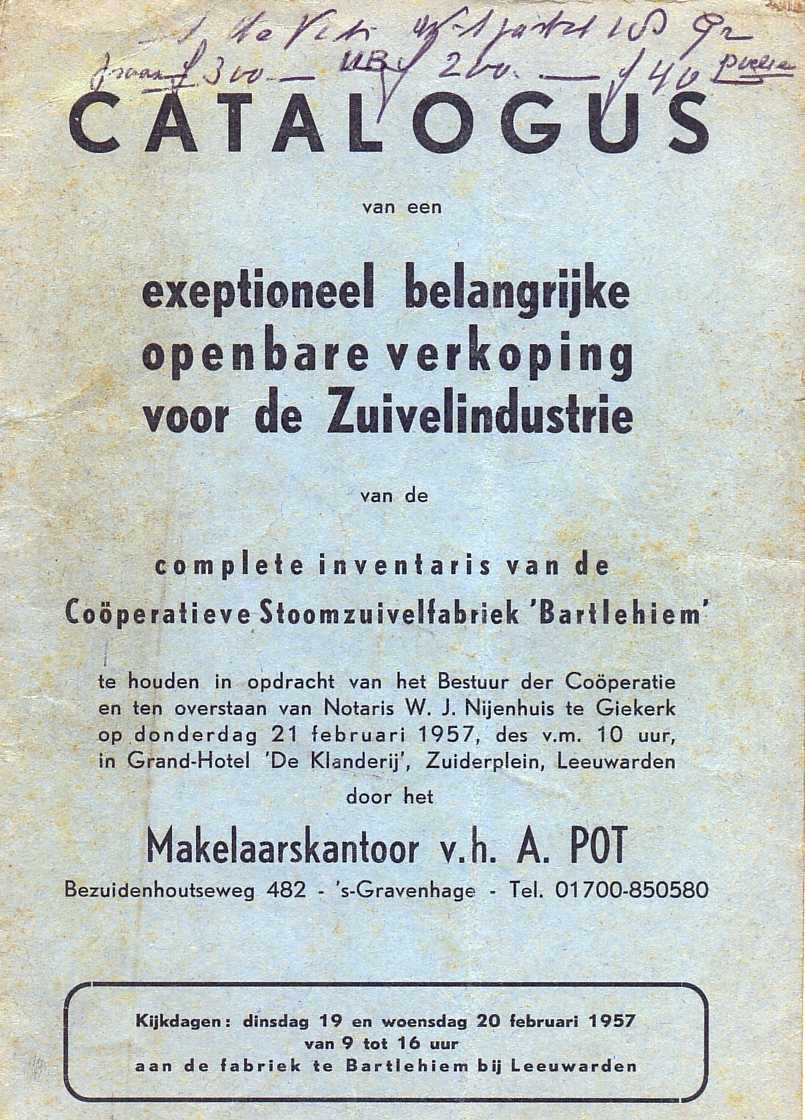 f 300.— f 200.— f 40
CATALOGUS
van een
exeptioneel belangrijke
openbare verkoping
voor de Zuivelindustrie
van de
complete inventaris van de
Coöperatieve Stoomzuivelfabriek 'Bartlehiem'
te houden in opdracht van het Bestuur der Coöperatie
en ten overstaan van Notaris W. J. Nijenhuis te Giekerk
op donderdag 21 februari 1957, des v.m. 10 uur,
in Grand-Hotel 'De Klanderij', Zuiderplein, Leeuwarden
door het
Makelaarskantoor v.h. A. POT
Bezuidenhoutseweg 482 - 's-Gravenhage - Tel. 01700-850580
Kijkdagen: dinsdag 19 en woensdag 20 februari 1957
van 9 tot 16 uur
aan de fabriek te Bartlehiem bij Leeuwarden